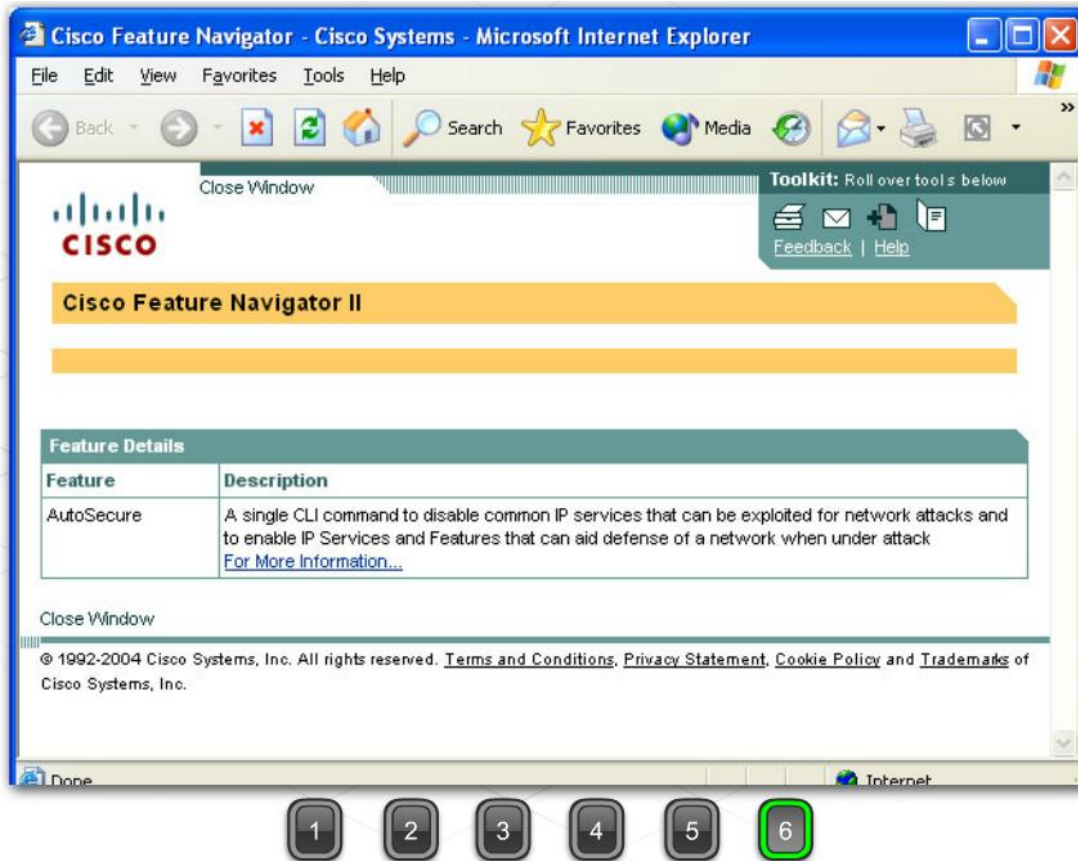 Cisco Feature Navigator - Cisco Systems - Microsoft Internet Explorer
File Edit View Favorites Tools Help
Back Search Favorites Media »
Close Window
Toolkit: Roll over tools below
CISCO
Feedback | Help
Cisco Feature Navigator II
Feature Details
Feature Description
AutoSecure A single CLI command to disable common IP services that can be exploited for network attacks and
to enable IP Services and Features that can aid defense of a network when under attack
For More Information...
Close Window
© 1992-2004 Cisco Systems, Inc. All rights reserved. Terms and Conditions, Privacy Statement, Cookie Policy and Trademarks of
Cisco Systems, Inc.
Done Internet
1 2 3 4 5 6